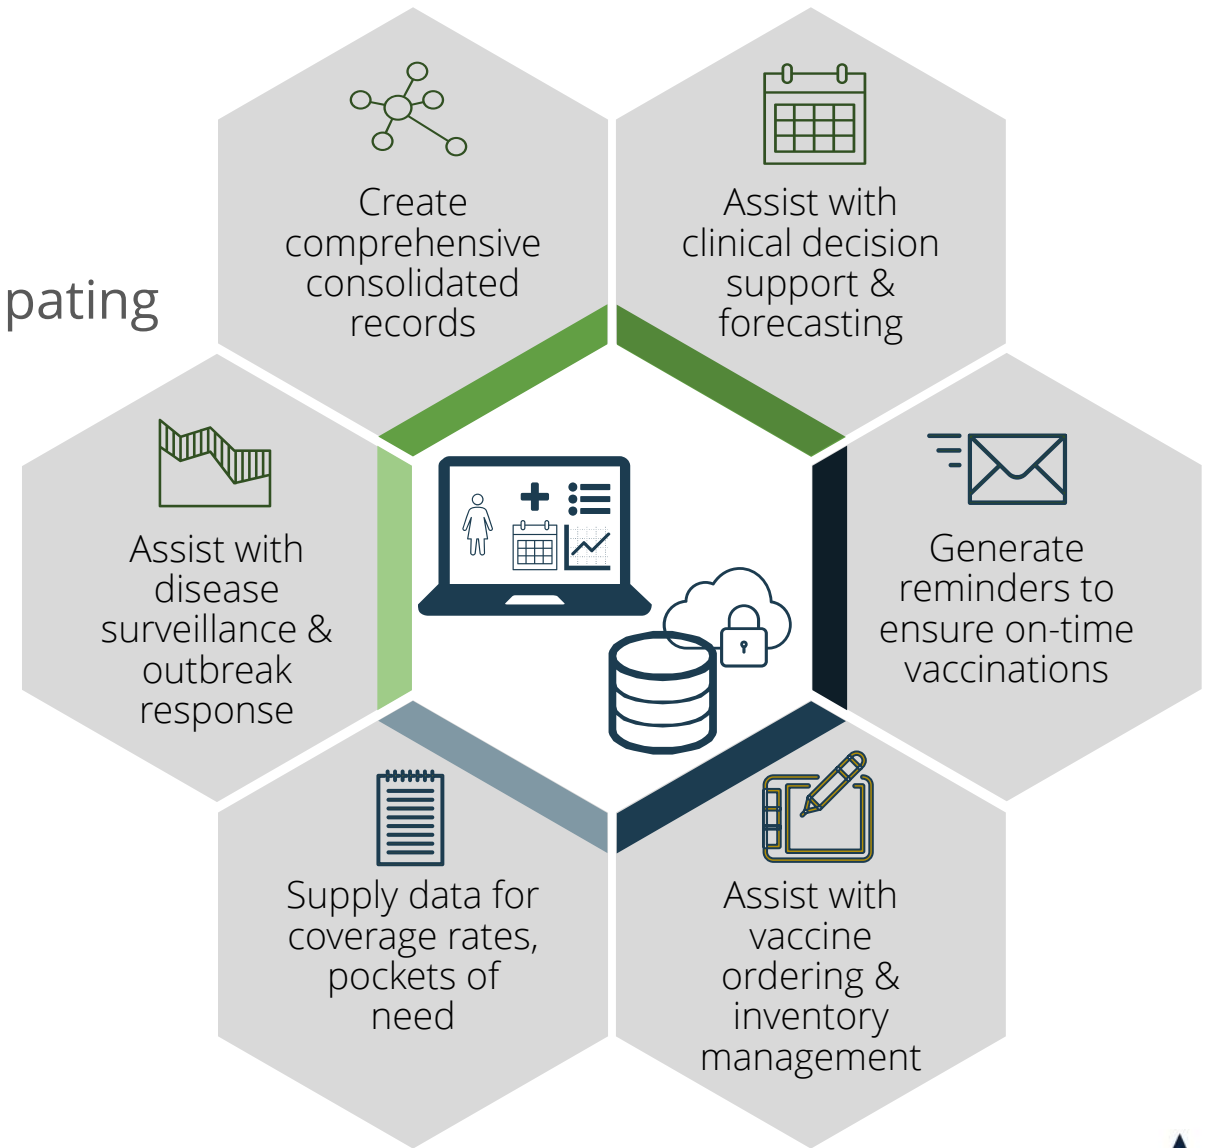 Create
comprehensive
consolidated
records
Assist with
clinical decision
support &
forecasting
pating
Assist with
disease
surveillance &
outbreak
response
Generate
reminders to
ensure on-time
vaccinations
Supply data for
coverage rates,
pockets of
need
Assist with
vaccine
ordering &
inventory
management